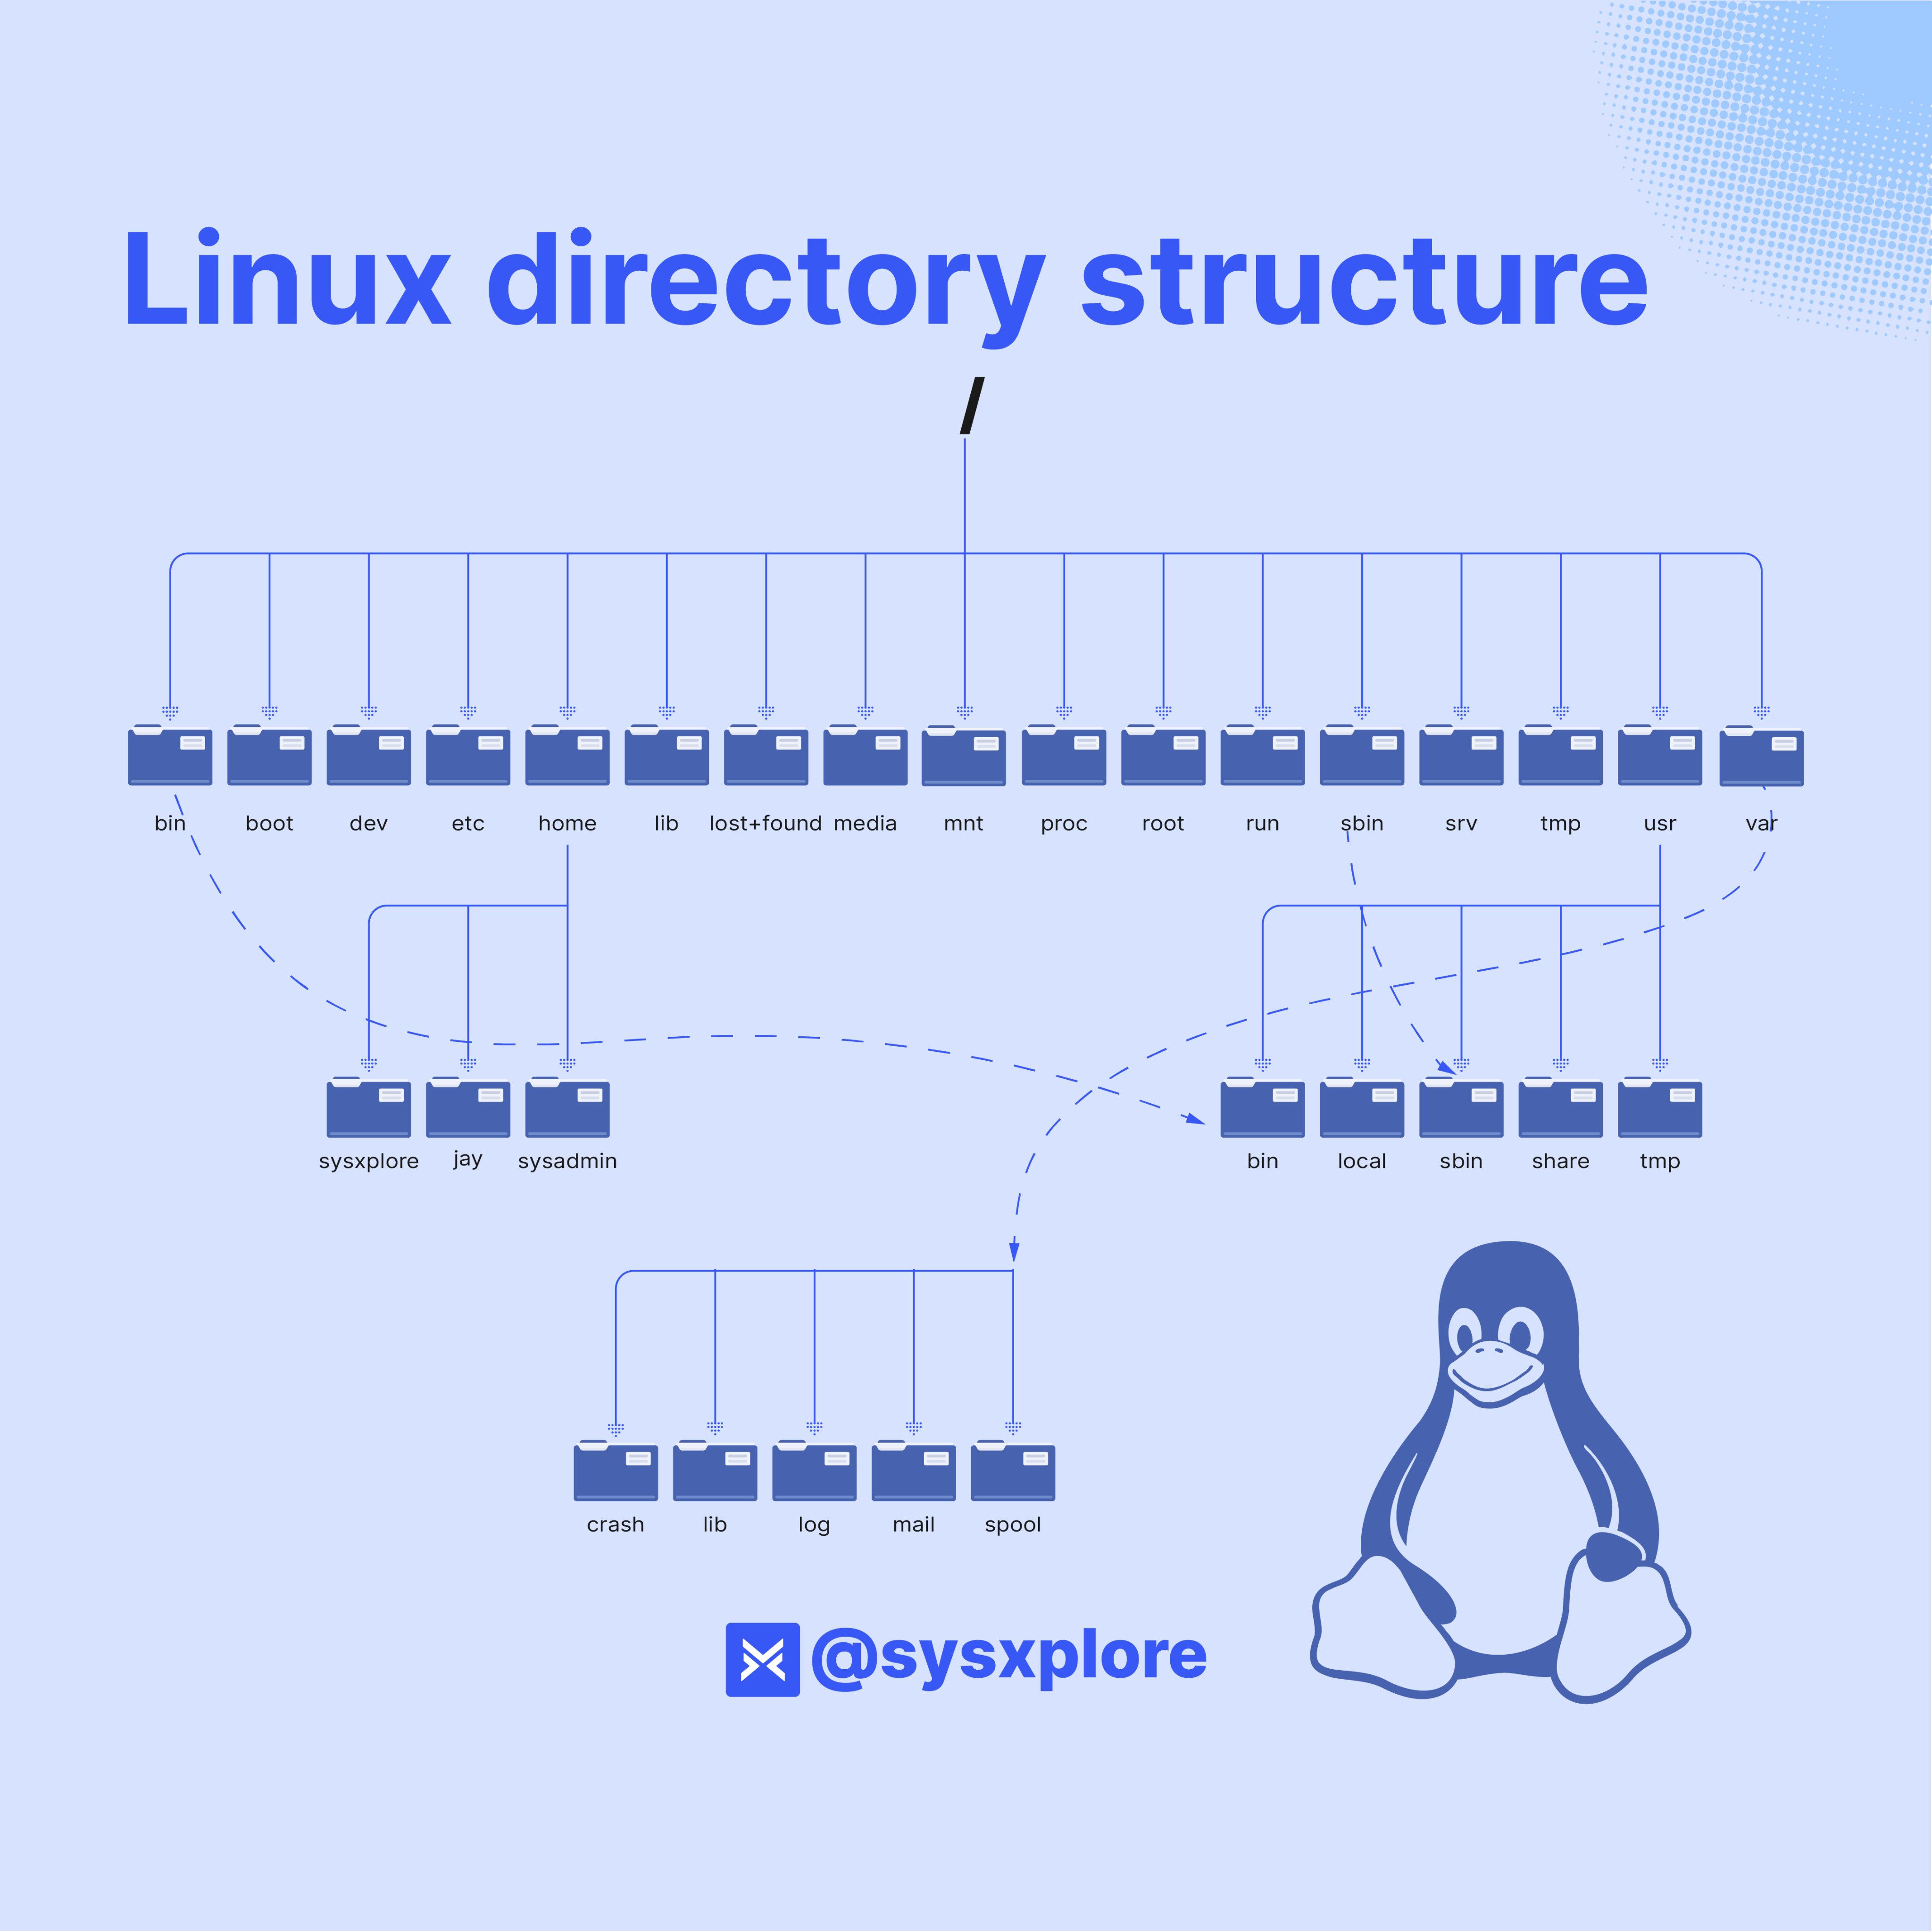 Linux directory structure
/
bin boot dev etc home lib lost+found media mnt proc root run sbin srv tmp usr var
sysxplore jay sysadmin bin local sbin share tmp
crash lib log mail spool
@sysxplore